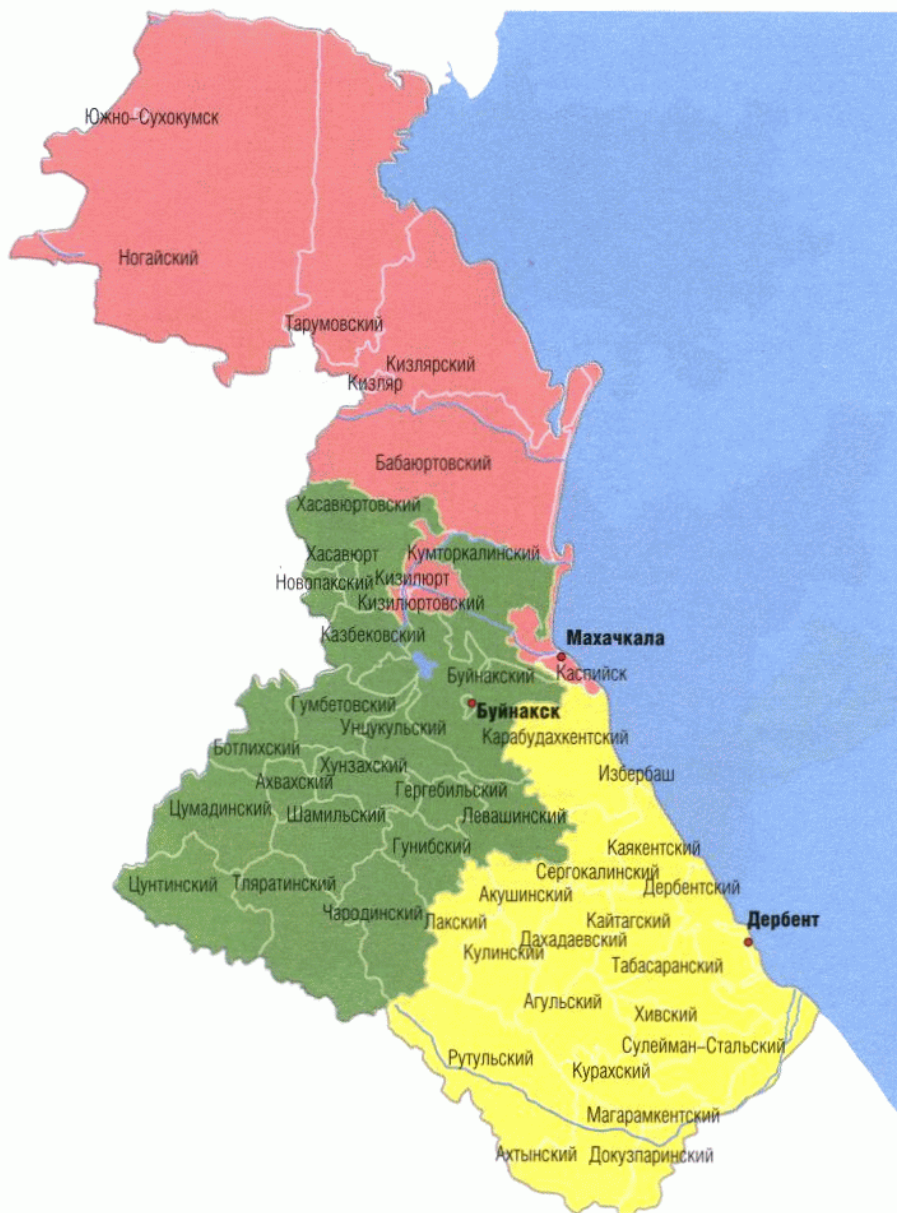 Южно-Сухокумск
Ногайский
Тарумовский
Кизлярский
Кизляр
Бабаюртовский
Хасавюртовский
Хасавюрт
Кумторкалинский
Новопакский
Кизилюрт
Кизилюртовский
Казбековский
Махачкала
Буйнакский
Каспийск
Гумбетовский
Буйнакск
Унцукульский
Карабудахкентский
Ботлихский
Хунзахский
Избербаш
Ахвахский
Гергебильский
Цумадинский
Шамильский
Левашинский
Гунибский
Каякентский
Сергокалинский
Цунтинский
Тляратинский
Акушинский
Дербентский
Чародинский
Лакский
Кайтагский
Дербент
Дахадаевский
Кулинский
Табасаранский
Агульский
Хивский
Сулейман-Стальский
Рутульский
Курахский
Магарамкентский
Ахтынский
Докузпаринский